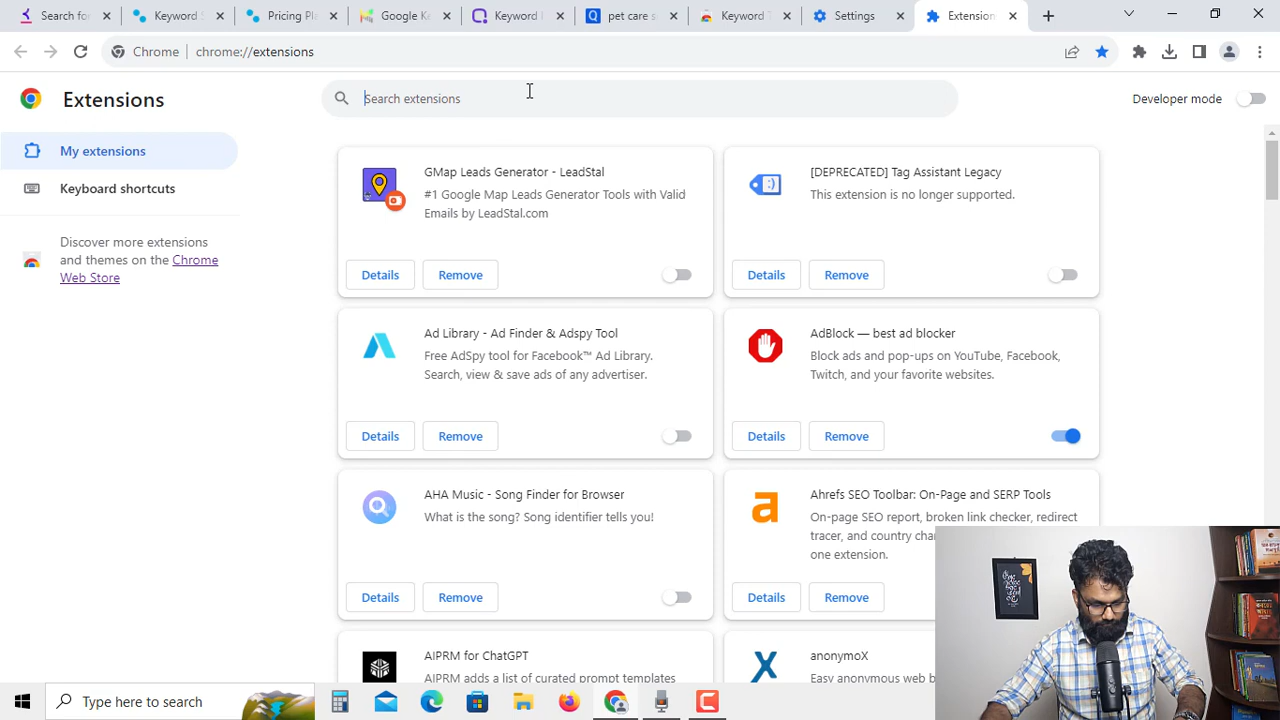 Search for
Keyword S
Pricing Pla
Google Ke
Keyword I
pet care s
Keyword T
Settings
Extension
Chrome
chrome://extensions
Extensions
Search extensions
Developer mode
My extensions
Keyboard shortcuts
Discover more extensions
and themes on the Chrome
Web Store
GMap Leads Generator - LeadStal
#1 Google Map Leads Generator Tools with Valid
Emails by LeadStal.com
Details
Remove
[DEPRECATED] Tag Assistant Legacy
This extension is no longer supported.
Details
Remove
Ad Library - Ad Finder & Adspy Tool
Free AdSpy tool for Facebook™ Ad Library.
Search, view & save ads of any advertiser.
Details
Remove
AdBlock — best ad blocker
Block ads and pop-ups on YouTube, Facebook,
Twitch, and your favorite websites.
Details
Remove
AHA Music - Song Finder for Browser
What is the song? Song identifier tells you!
Details
Remove
Ahrefs SEO Toolbar: On-Page and SERP Tools
On-page SEO report, broken link checker, redirect
tracer, and country cha
one extension.
Details
Remove
AIPRM for ChatGPT
AIPRM adds a list of curated prompt templates
anonymoX
Easy anonymous web b
Type here to search